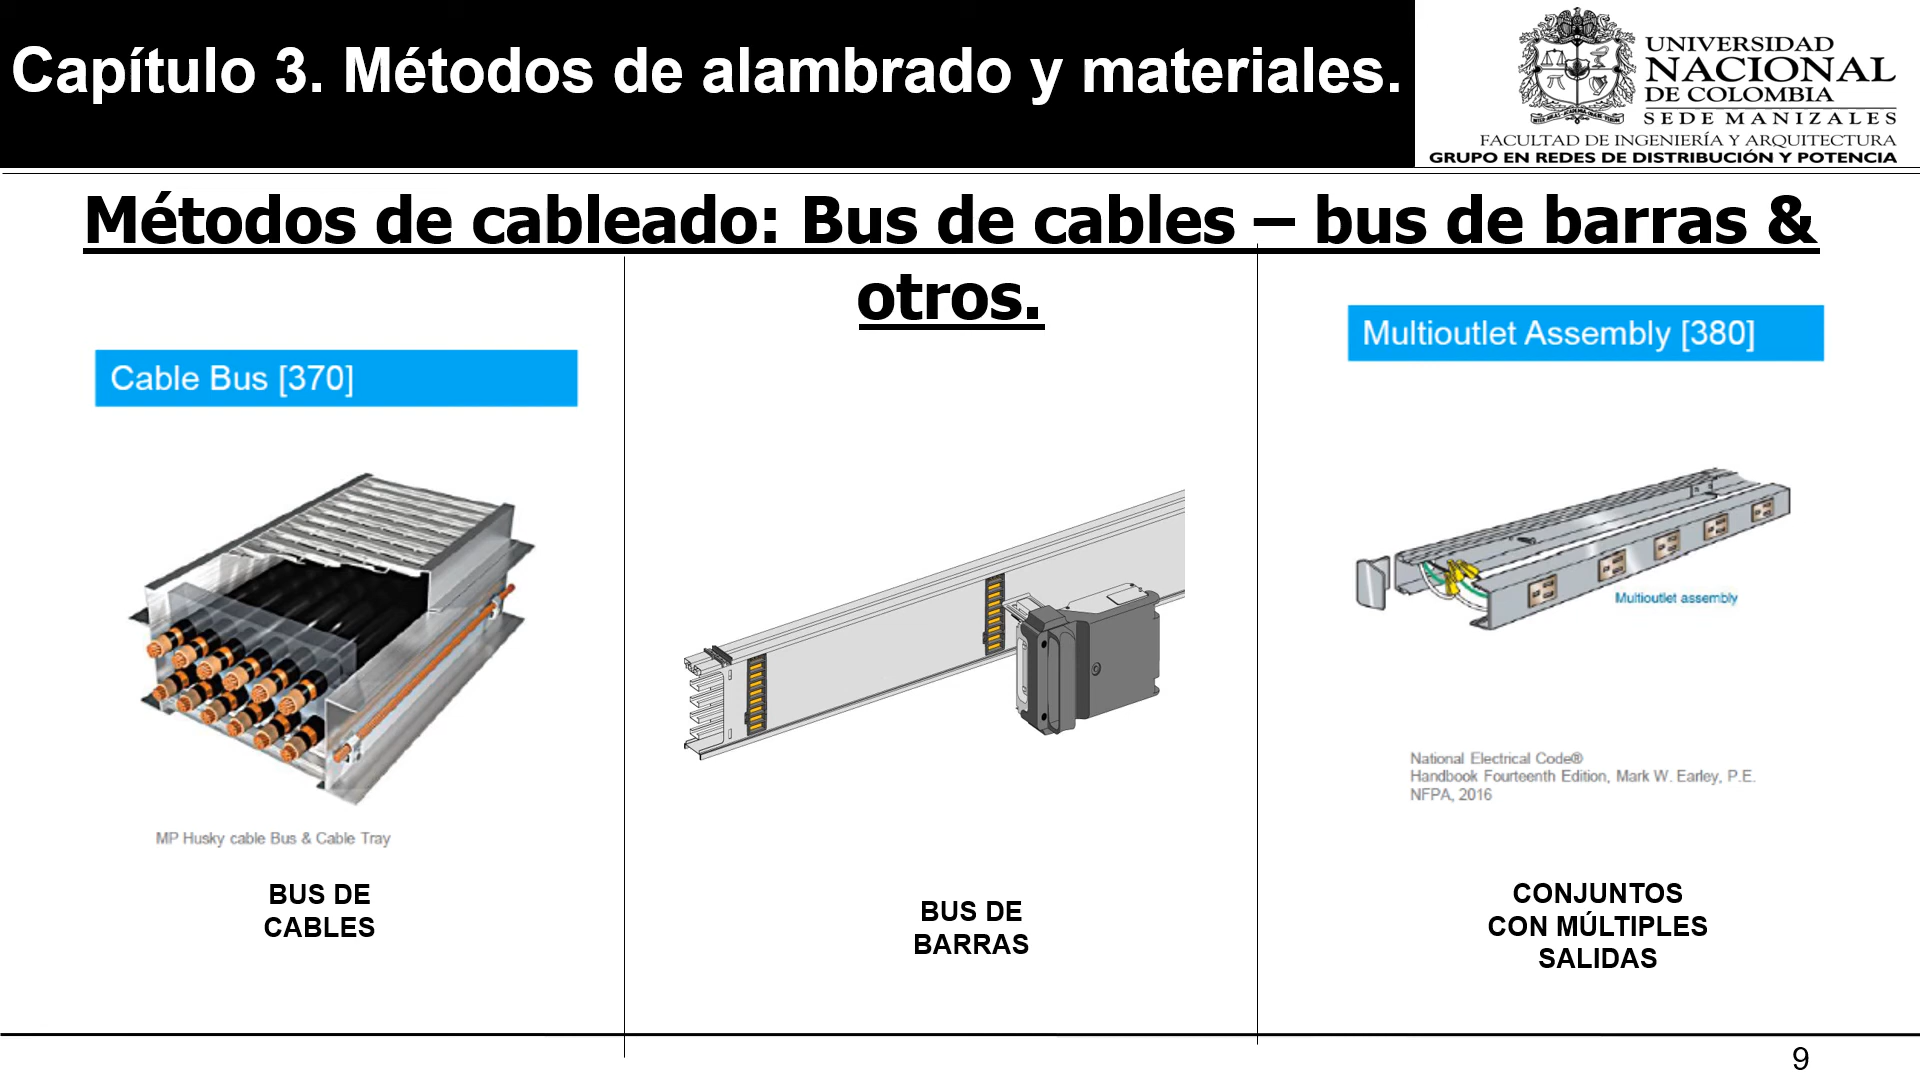 Capítulo 3. Métodos de alambrado y materiales.
UNIVERSIDAD
NACIONAL
DE COLOMBIA
SEDE MANIZALES
FACULTAD DE INGENIERÍA Y ARQUITECTURA
GRUPO EN REDES DE DISTRIBUCIÓN Y POTENCIA
Métodos de cableado: Bus de cables – bus de barras &
otros.
Cable Bus [370]
MP Husky cable Bus & Cable Tray
BUS DE
CABLES
BUS DE
BARRAS
Multioutlet Assembly [380]
Multioutlet assembly
National Electrical Code®
Handbook Fourteenth Edition, Mark W. Earley, P.E.
NFPA, 2016
CONJUNTOS
CON MÚLTIPLES
SALIDAS
9